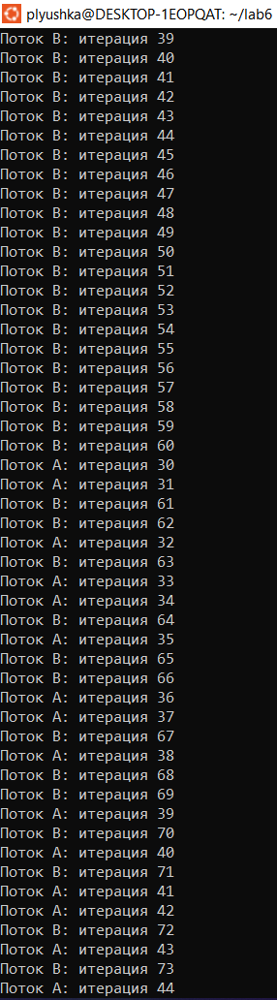 plyushka@DESKTOP-1EOPQAT: ~/lab6
Поток B: итерация 39
Поток B: итерация 40
Поток B: итерация 41
Поток B: итерация 42
Поток B: итерация 43
Поток B: итерация 44
Поток B: итерация 45
Поток B: итерация 46
Поток B: итерация 47
Поток B: итерация 48
Поток B: итерация 49
Поток B: итерация 50
Поток B: итерация 51
Поток B: итерация 52
Поток B: итерация 53
Поток B: итерация 54
Поток B: итерация 55
Поток B: итерация 56
Поток B: итерация 57
Поток B: итерация 58
Поток B: итерация 59
Поток B: итерация 60
Поток A: итерация 30
Поток A: итерация 31
Поток B: итерация 61
Поток B: итерация 62
Поток A: итерация 32
Поток B: итерация 63
Поток A: итерация 33
Поток A: итерация 34
Поток B: итерация 64
Поток A: итерация 35
Поток B: итерация 65
Поток B: итерация 66
Поток A: итерация 36
Поток A: итерация 37
Поток B: итерация 67
Поток A: итерация 38
Поток B: итерация 68
Поток B: итерация 69
Поток A: итерация 39
Поток B: итерация 70
Поток A: итерация 40
Поток B: итерация 71
Поток A: итерация 41
Поток A: итерация 42
Поток B: итерация 72
Поток A: итерация 43
Поток B: итерация 73
Поток A: итерация 44